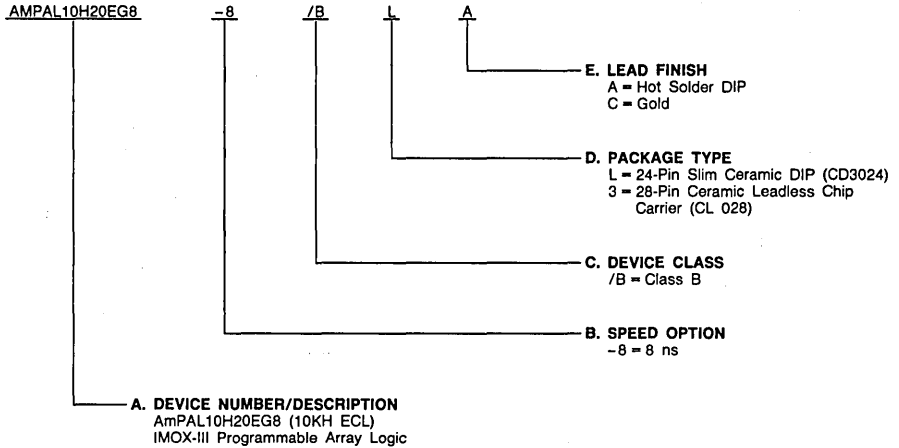 AMPAL10H20EG8 -8 /B L A
E. LEAD FINISH
A = Hot Solder DIP
C = Gold
D. PACKAGE TYPE
L = 24-Pin Slim Ceramic DIP (CD3024)
3 = 28-Pin Ceramic Leadless Chip
Carrier (CL 028)
C. DEVICE CLASS
/B = Class B
B. SPEED OPTION
-8 = 8 ns
A. DEVICE NUMBER/DESCRIPTION
AmPAL10H20EG8 (10KH ECL)
IMOX-III Programmable Array Logic